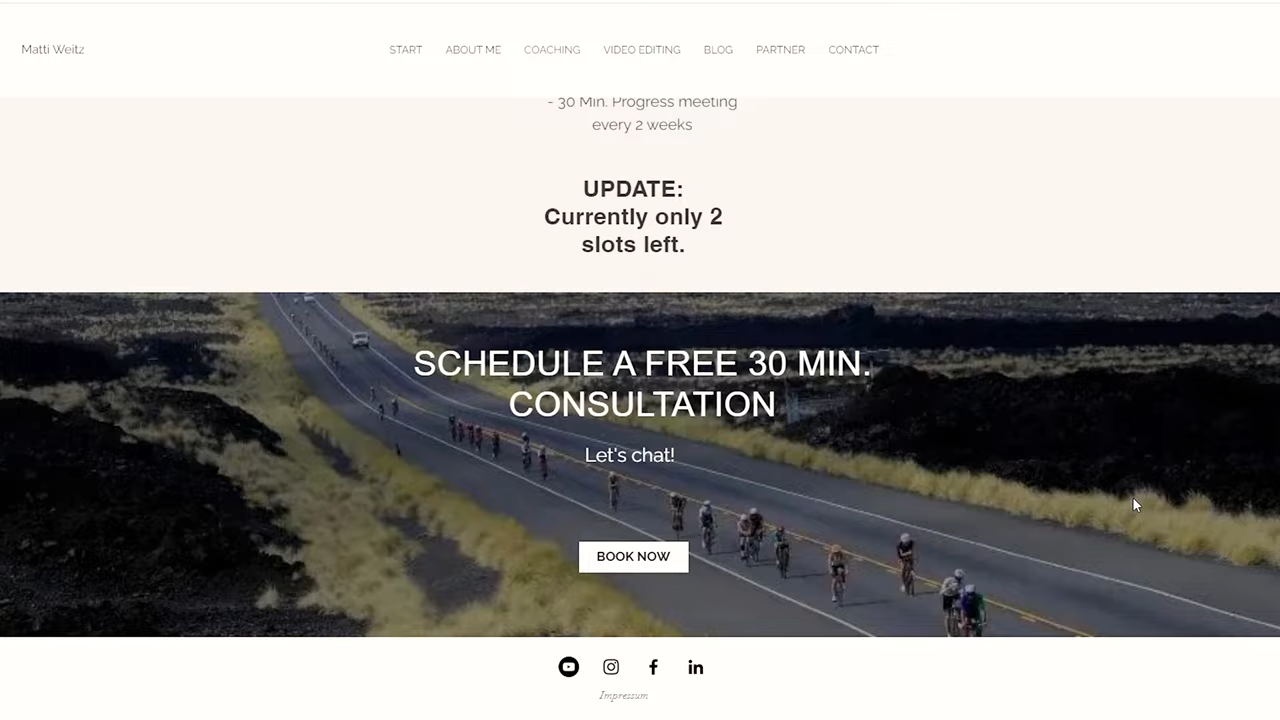 Matti Weitz
START ABOUT ME COACHING VIDEO EDITING BLOG PARTNER CONTACT
- 30 Min. Progress meeting
every 2 weeks
UPDATE:
Currently only 2
slots left.
SCHEDULE A FREE 30 MIN.
CONSULTATION
Let's chat!
BOOK NOW
Impressum